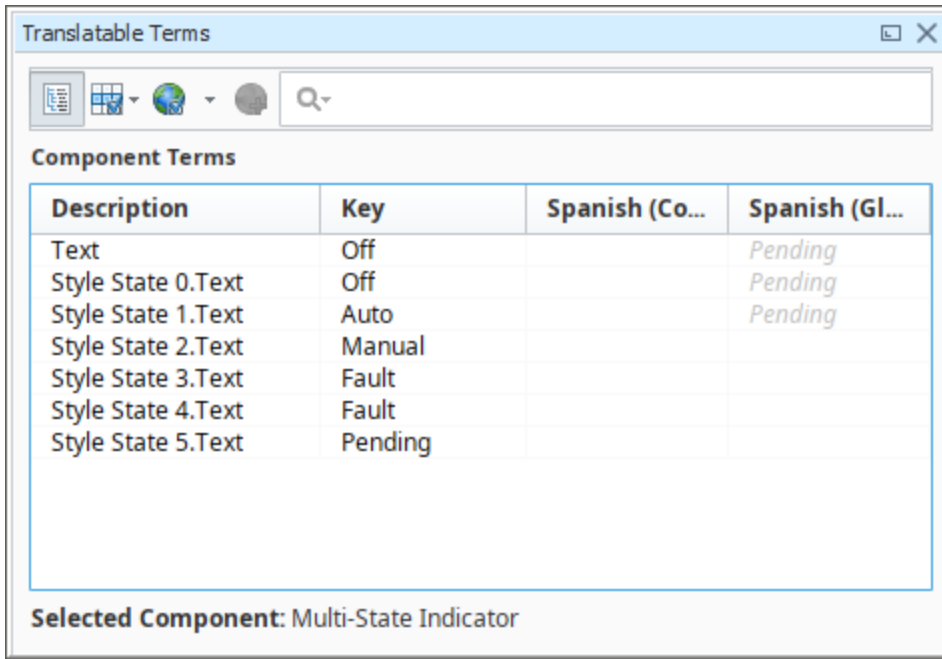 Translatable Terms
Component Terms
Description Key Spanish (Co... Spanish (Gl...
Text Off Pending
Style State 0.Text Off Pending
Style State 1.Text Auto Pending
Style State 2.Text Manual
Style State 3.Text Fault
Style State 4.Text Fault
Style State 5.Text Pending
Selected Component: Multi-State Indicator